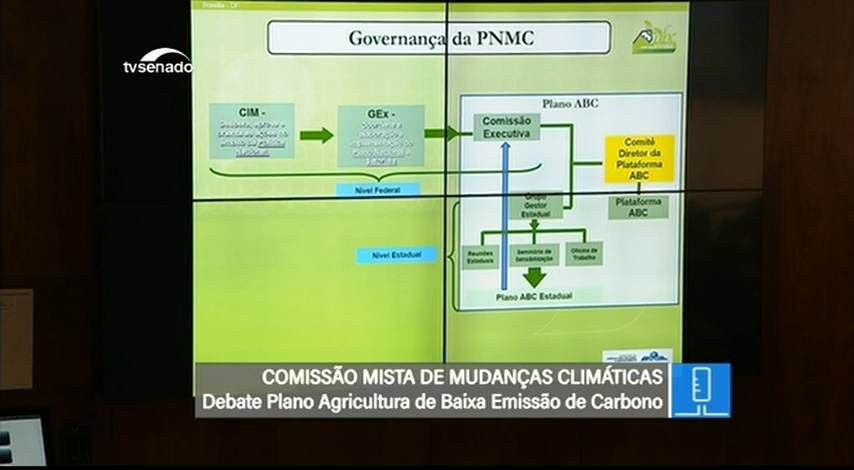 Brasília - DF
Governança da PNMC
abc
tvsenado
Plano ABC
CIM -
GEx -
Comissão
Executiva
Comitê
Diretor da
Plataforma
ABC
Nível Federal
Grupo
Gestor
Estadual
Plataforma
ABC
Nível Estadual
Reuniões
Estaduais
Seminário de
Sensibilização
Oficina de
Trabalho
Plano ABC Estadual
COMISSÃO MISTA DE MUDANÇAS CLIMÁTICAS
Debate Plano Agricultura de Baixa Emissão de Carbono